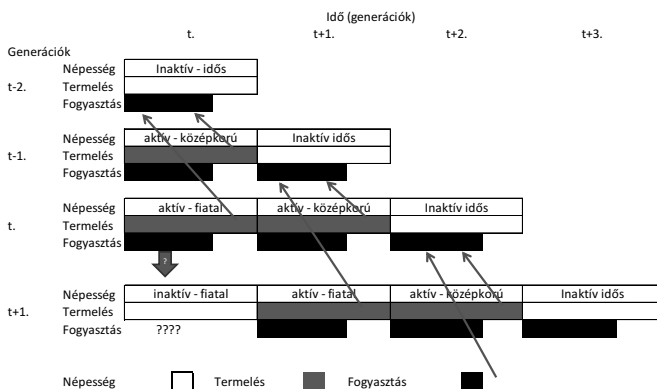 Idő (generációk)
t. t+1. t+2. t+3.
Generációk
Népesség Inaktív - idős
t-2. Termelés
Fogyasztás
Népesség aktív - középkorú Inaktív idős
t-1. Termelés
Fogyasztás
Népesség aktív - fiatal aktív - középkorú Inaktív idős
t. Termelés
Fogyasztás
?
Népesség inaktív - fiatal aktív - fiatal aktív - középkorú Inaktív idős
t+1. Termelés
Fogyasztás ????
Népesség Termelés Fogyasztás